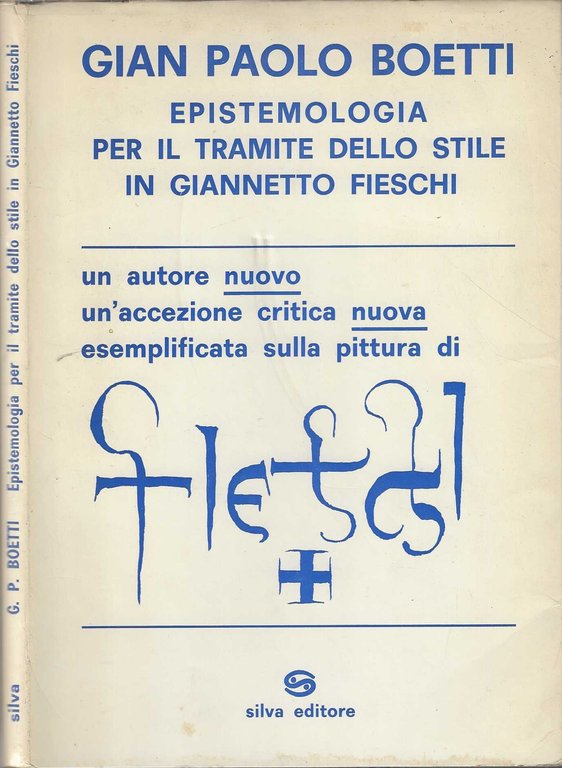 GIAN PAOLO BOETTI
EPISTEMOLOGIA
PER IL TRAMITE DELLO STILE
IN GIANNETTO FIESCHI
un autore nuovo
un'accezione critica nuova
esemplificata sulla pittura di
fieschi
silva editore
silva G. P. BOETTI Epistemologia per il tramite dello stile in Giannetto Fieschi